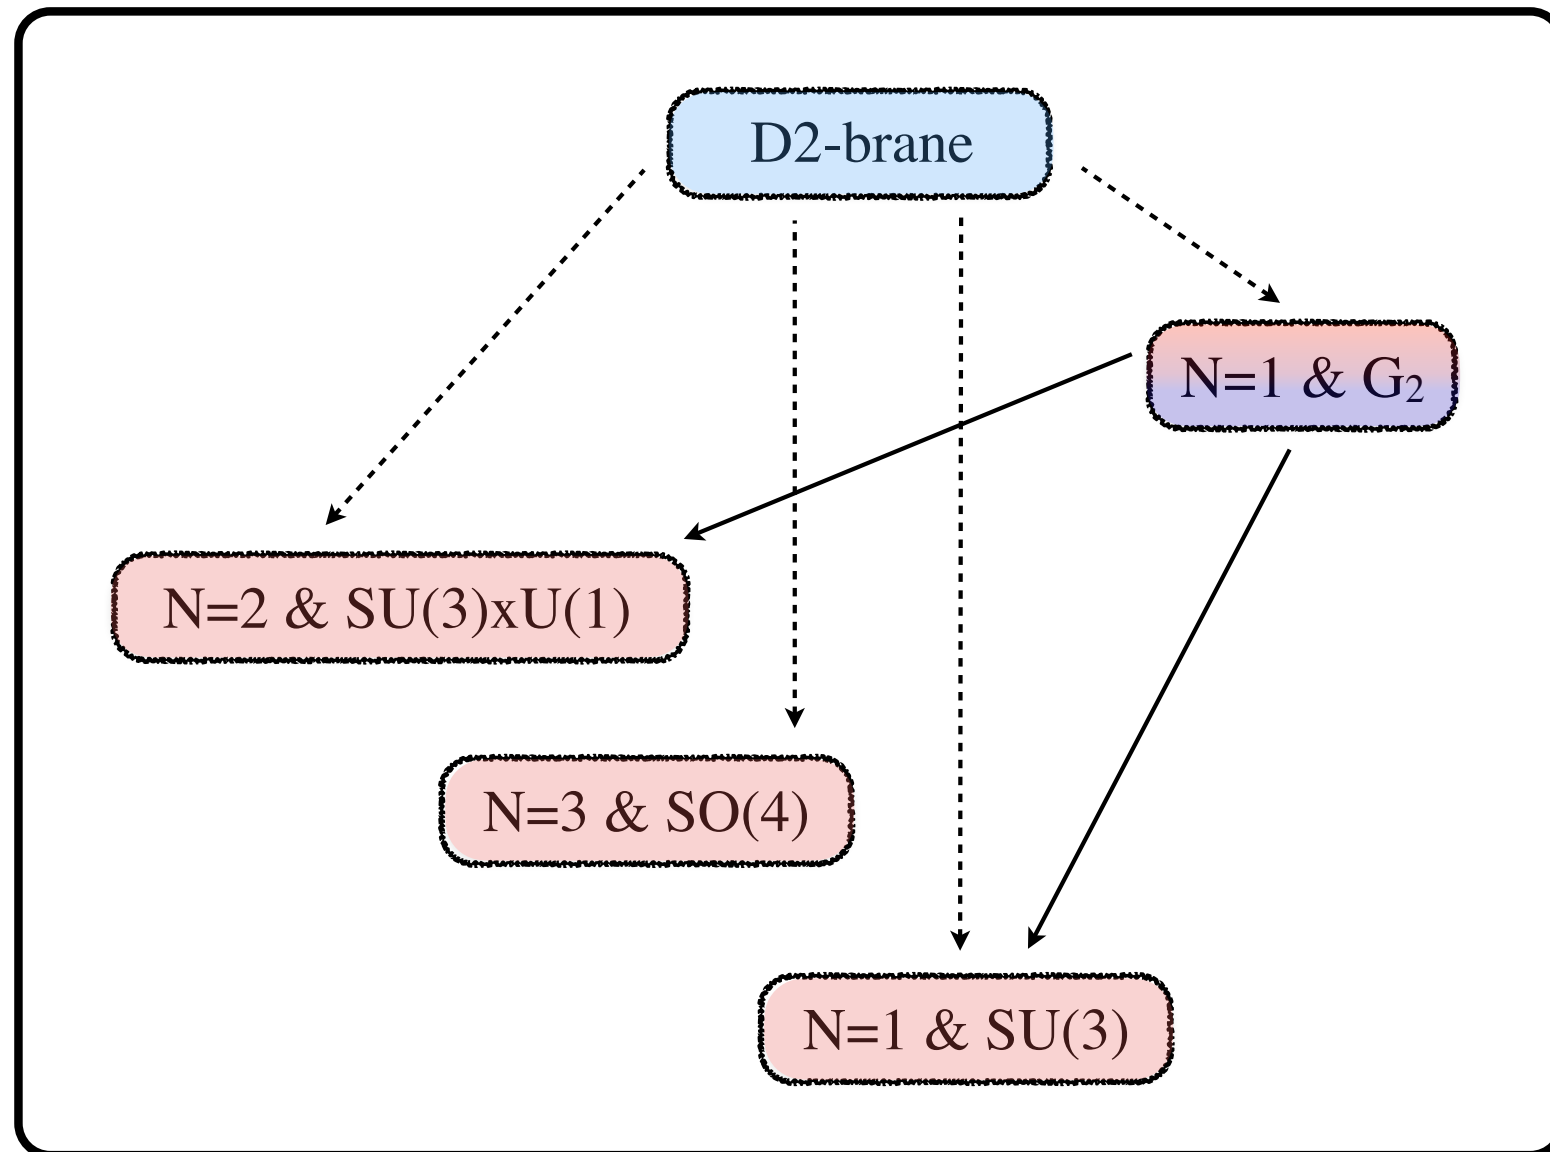 D2-brane
N=1 & G₂
N=2 & SU(3)xU(1)
N=3 & SO(4)
N=1 & SU(3)